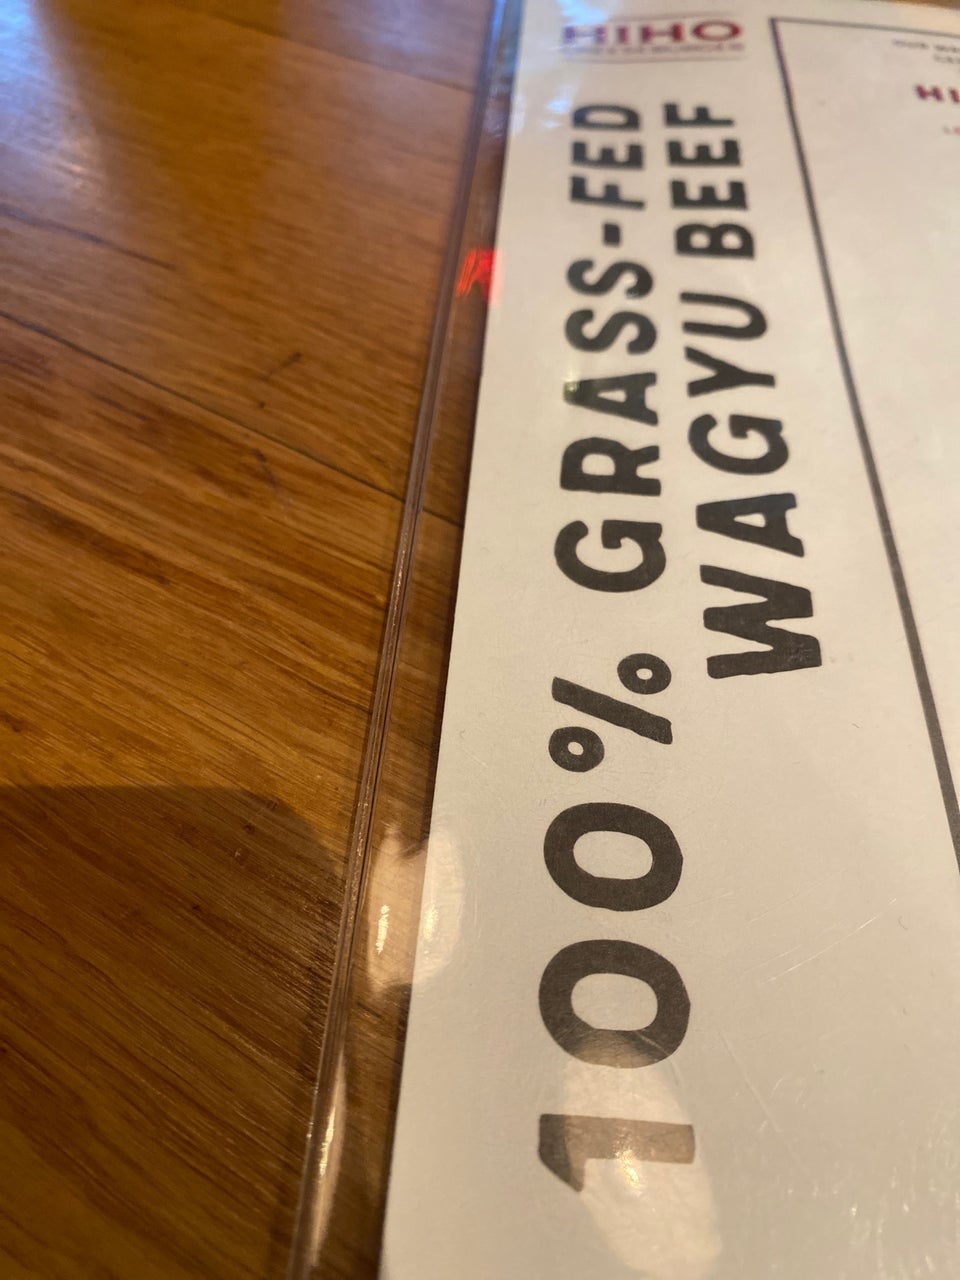 HIHO
100% GRASS-FED
WAGYU BEEF